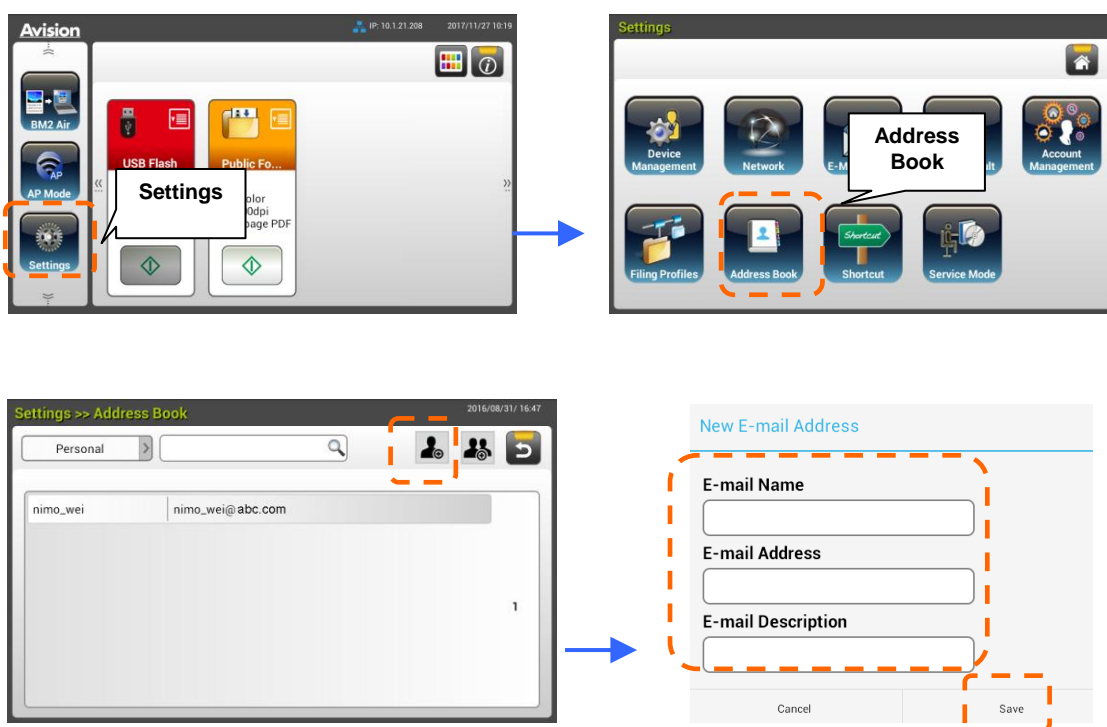 Avision
IP: 10.1.21.208 2017/11/27 10:19
BM2 Air
AP Mode
Settings
USB Flash
Public Fo...
Settings
olor
0dpi
page PDF
Settings
Device
Management
Network
E-M
Address
Book
lt
Account
Management
Filing Profiles
Address Book
Shortcut
Shortcut
Service Mode
Settings >> Address Book
2016/08/31/ 16:47
Personal
nimo_wei
nimo_wei@abc.com
1
New E-mail Address
E-mail Name
E-mail Address
E-mail Description
Cancel
Save